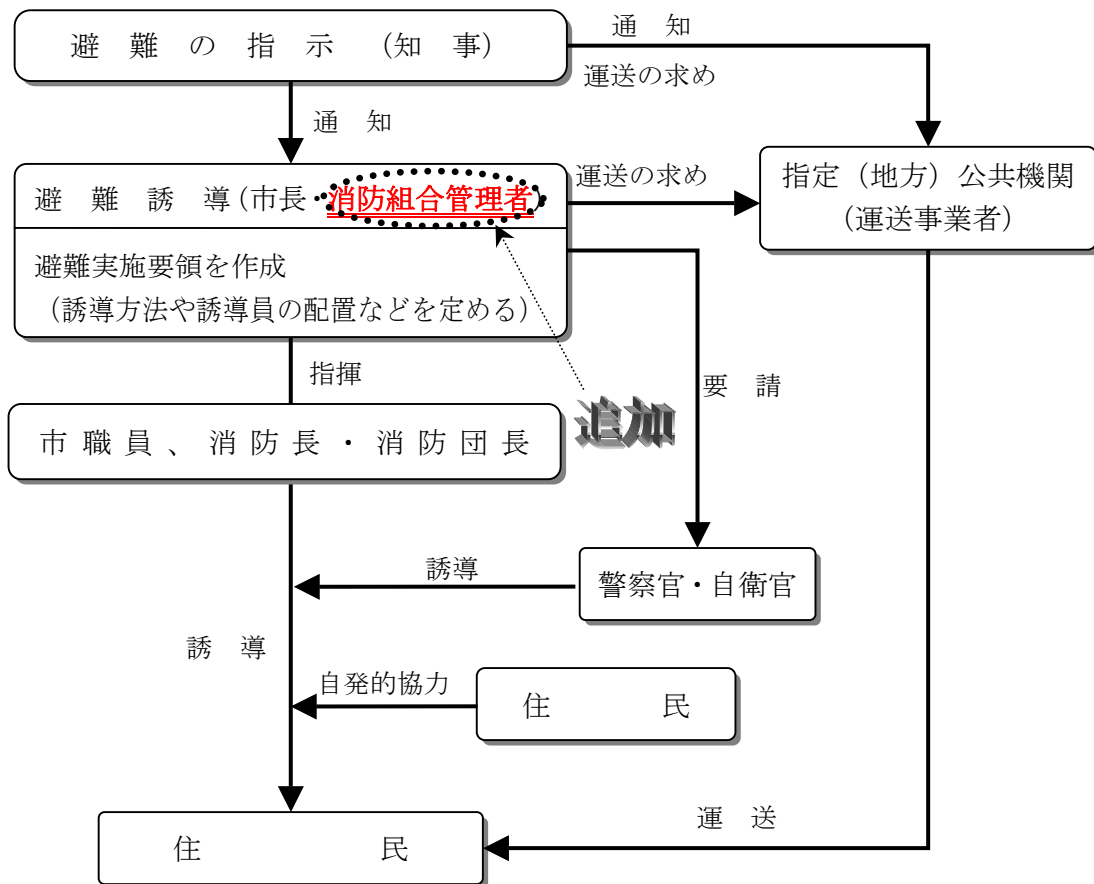 避難の指示（知事）
通知
運送の求め
通知
避難誘導(市長・消防組合管理者)
運送の求め
指定（地方）公共機関
（運送事業者）
避難実施要領を作成
（誘導方法や誘導員の配置などを定める）
指揮
要請
追加
市職員、消防長・消防団長
誘導
警察官・自衛官
誘導
自発的協力
住民
運送
住民